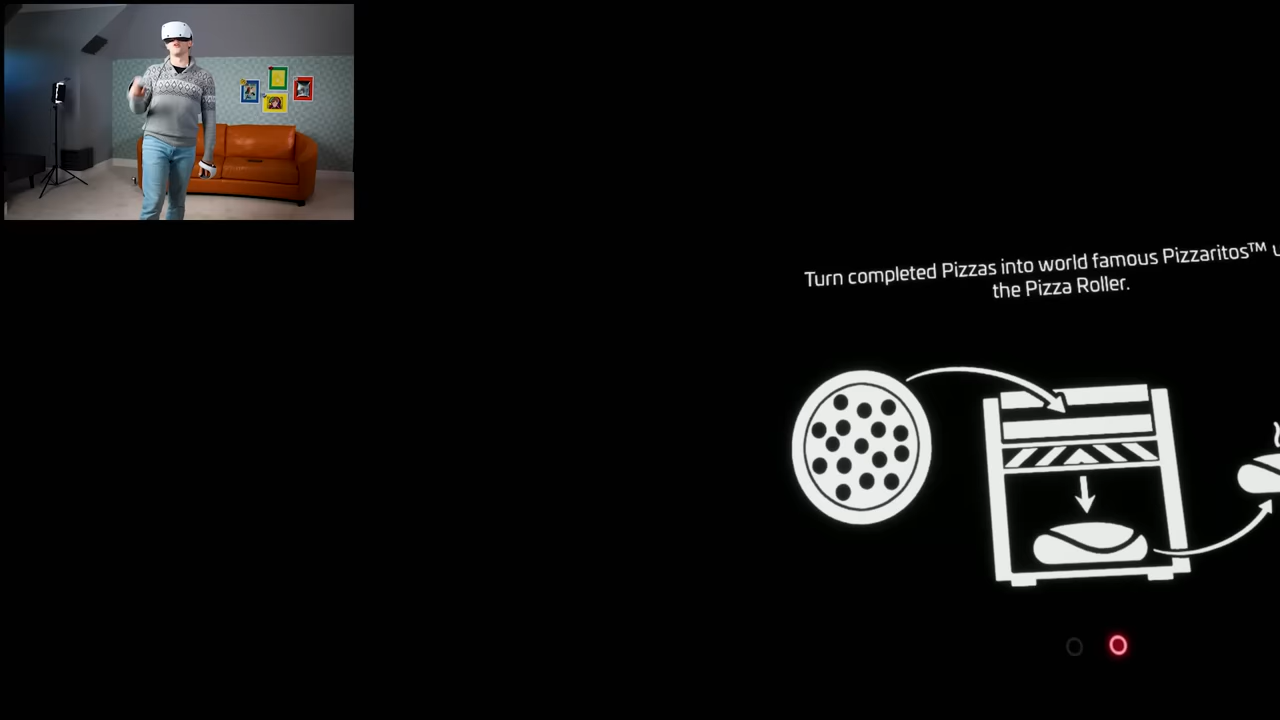 Turn completed Pizzas into world famous Pizzaritos™
the Pizza Roller.